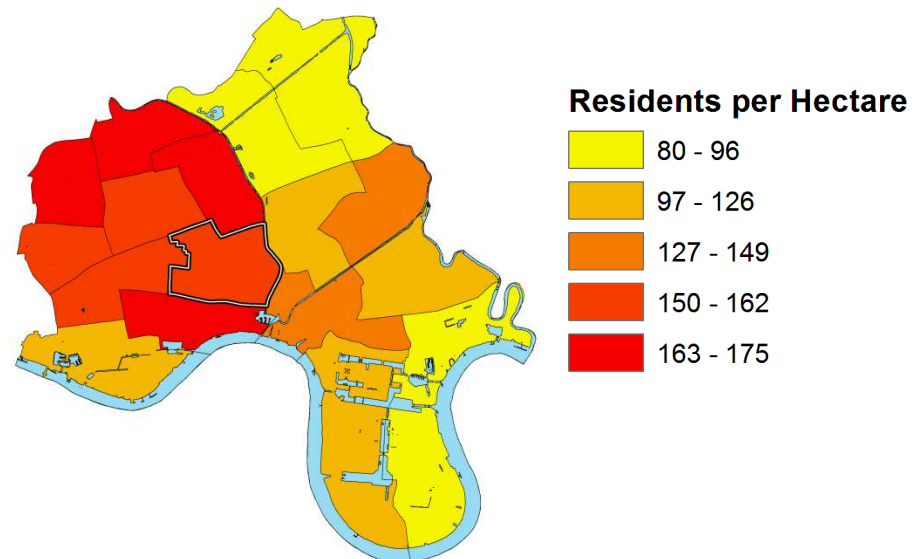 Residents per Hectare
80 - 96
97 - 126
127 - 149
150 - 162
163 - 175